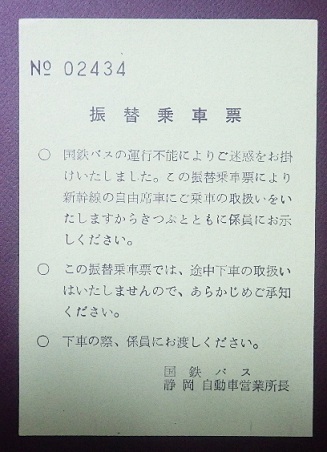 № 02434
振替乗車票
○ 国鉄バスの運行不能によりご迷惑をお掛
けいたしました。この振替乗車票により
新幹線の自由席車にご乗車の取扱いをい
たしますからきっぷとともに係員にお示
しください。
○ この振替乗車票では、途中下車の取扱い
はいたしませんので、あらかじめご承知
ください。
○ 下車の際、係員にお渡しください。
国鉄バス
静岡 自動車営業所長